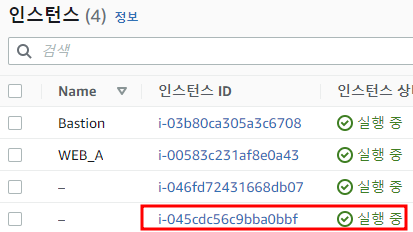 인스턴스 (4) 정보
검색
Name ▽ 인스턴스 ID 인스턴스 상
Bastion i-03b80ca305a3c6708 실행 중
WEB_A i-00583c231af8e0a43 실행 중
– i-046fd72431668db07 실행 중
– i-045cdc56c9bba0bbf 실행 중